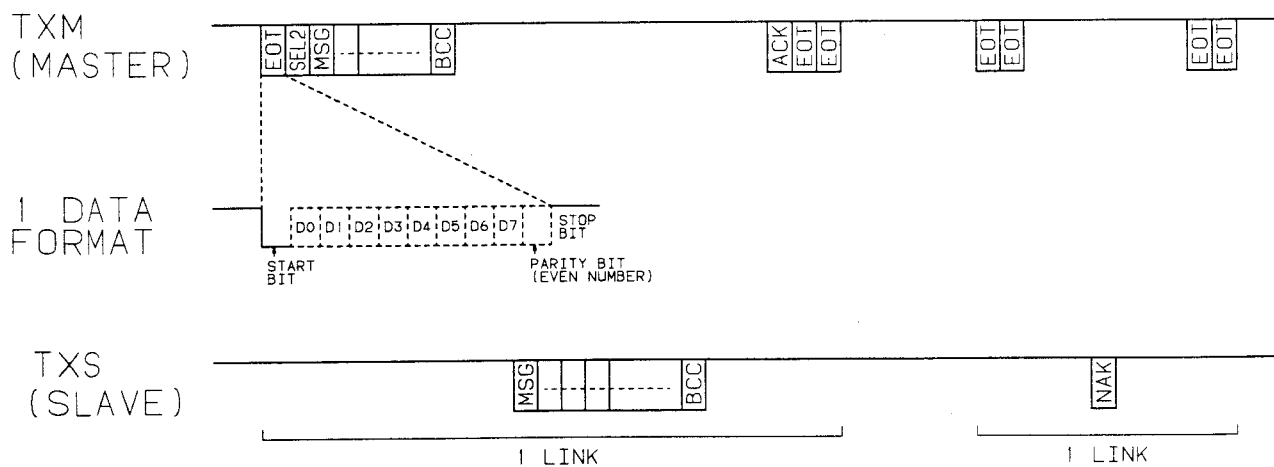 TXM
(MASTER)
EOT SEL2 MSG BCC ACK EOT EOT EOT EOT EOT EOT
1 DATA
FORMAT
D0 D1 D2 D3 D4 D5 D6 D7
STOP
BIT
START
BIT
PARITY BIT
(EVEN NUMBER)
TXS
(SLAVE)
MSG BCC NAK
1 LINK
1 LINK